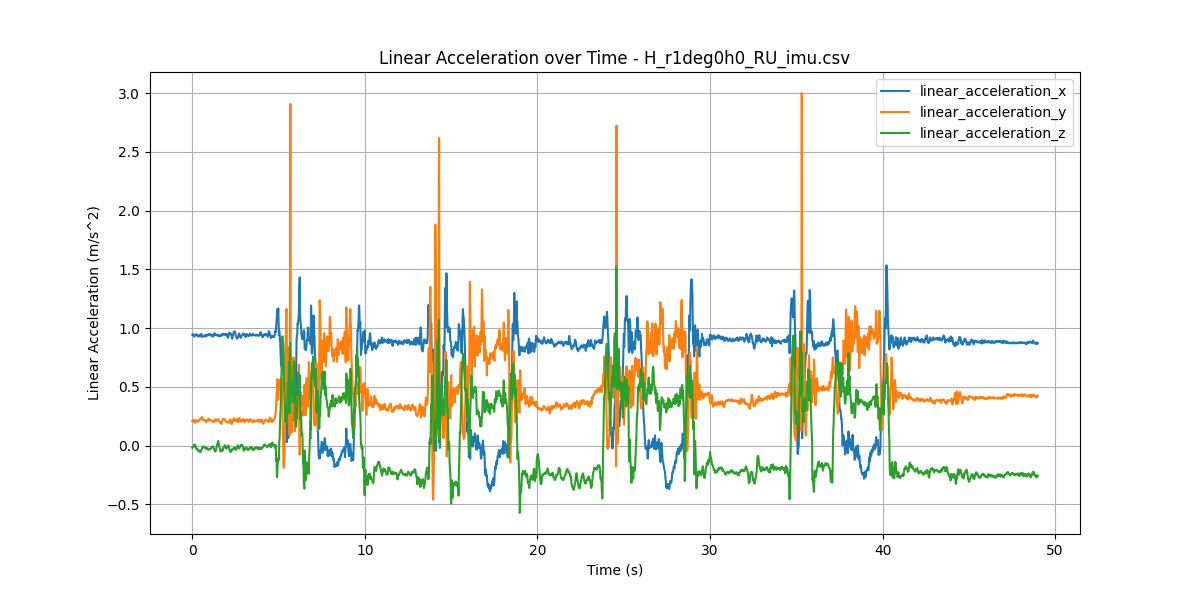 Linear Acceleration over Time - H_r1deg0h0_RU_imu.csv
linear_acceleration_x
linear_acceleration_y
linear_acceleration_z
Linear Acceleration (m/s^2)
3.0
2.5
2.0
1.5
1.0
0.5
0.0
−0.5
0 10 20 30 40 50
Time (s)